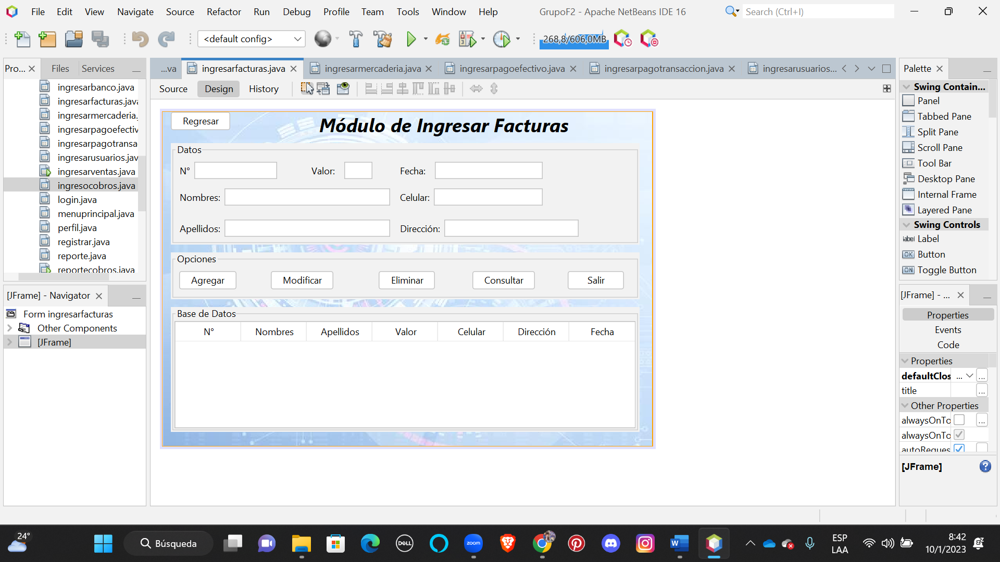 File Edit View Navigate Source Refactor Run Debug Profile Team Tools Window Help GrupoF2 - Apache NetBeans IDE 16 Search (Ctrl+I)
<default config> 268,8/606,0MB
Pro... Files Services
...va ingresarfacturas.java ingresarmercaderia.java ingresarpagoefectivo.java ingresarpagotransaccion.java ingresarusuarios...
Palette
Source Design History
ingresarbanco.java
ingresarfacturas.java
ingresarmercaderia.
ingresarpagoefectiv
ingresarpagotransa
ingresarusuarios.jav
ingresarventas.java
ingresocobros.java
login.java
menuprincipal.java
perfil.java
registrar.java
reporte.java
reportecobros.java
[JFrame] - Navigator
Form ingresarfacturas
Other Components
[JFrame]
Regresar
Módulo de Ingresar Facturas
Datos
N° Valor: Fecha:
Nombres: Celular:
Apellidos: Dirección:
Opciones
Agregar Modificar Eliminar Consultar Salir
Base de Datos
N° Nombres Apellidos Valor Celular Dirección Fecha
Swing Contain...
Panel
Tabbed Pane
Split Pane
Scroll Pane
Tool Bar
Desktop Pane
Internal Frame
Layered Pane
Swing Controls
label Label
OK Button
ON Toggle Button
[JFrame] - ...
Properties
Events
Code
Properties
defaultClos ... ...
title ...
Other Properties
alwaysOnTo ...
alwaysOnTo
autoReques
[JFrame]
24°
Búsqueda
DELL
zoom
W
ESP
LAA
8:42
10/1/2023